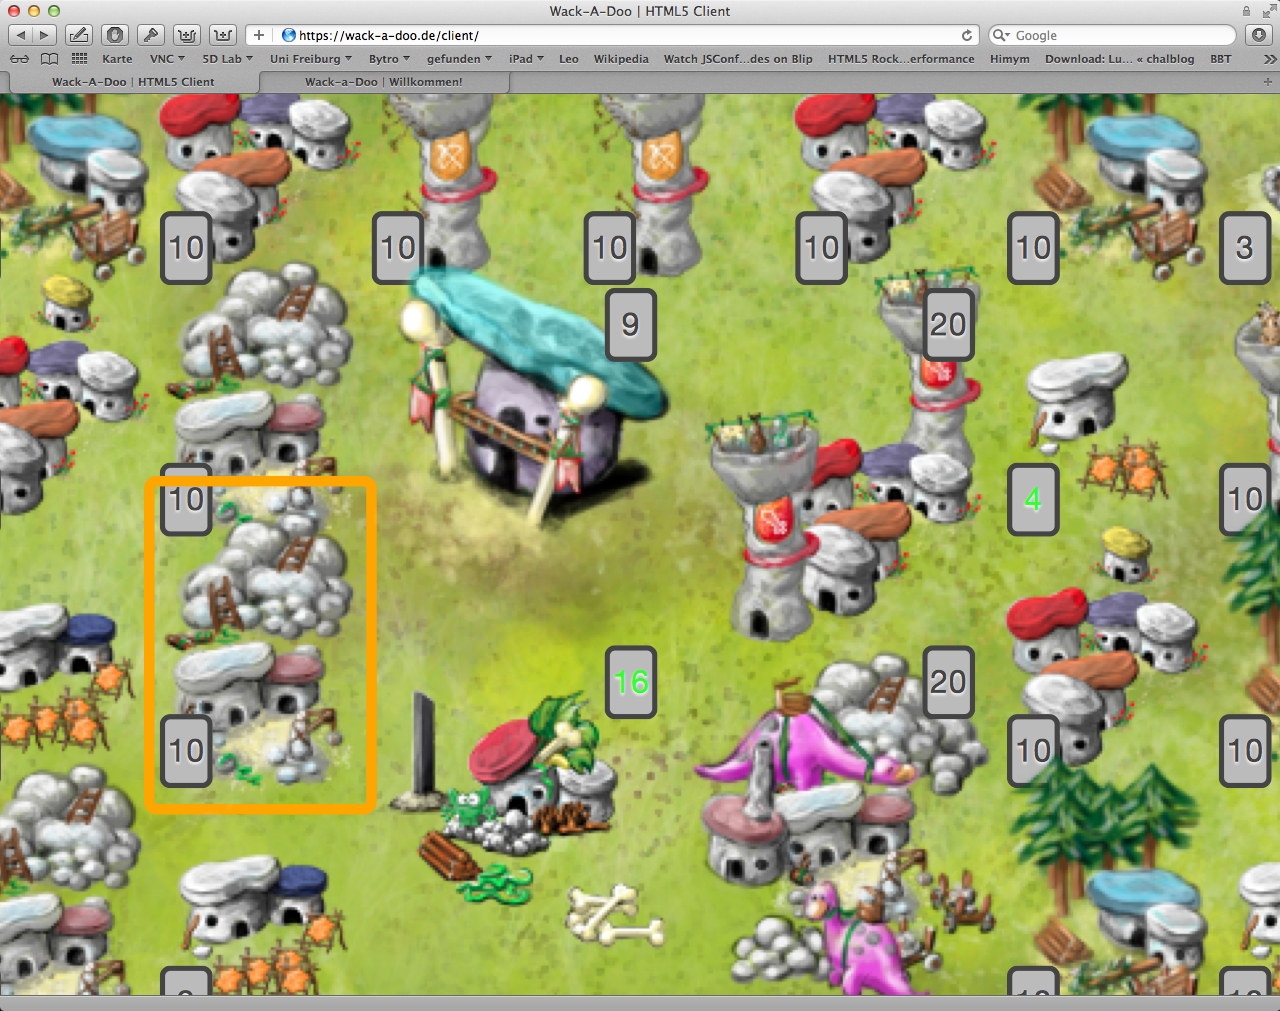 Wack-A-Doo | HTML5 Client
https://wack-a-doo.de/client/
Google
Karte VNC 5D Lab Uni Freiburg Bytro gefunden iPad Leo Wikipedia Watch JSConf...des on Blip HTML5 Rock...erformance Himym Download: Lu... « chalblog BBT
Wack-A-Doo | HTML5 Client Wack-a-Doo | Willkommen!
10 10 10 10 10 3
9 20
10 4 10
16 20
10 10 10